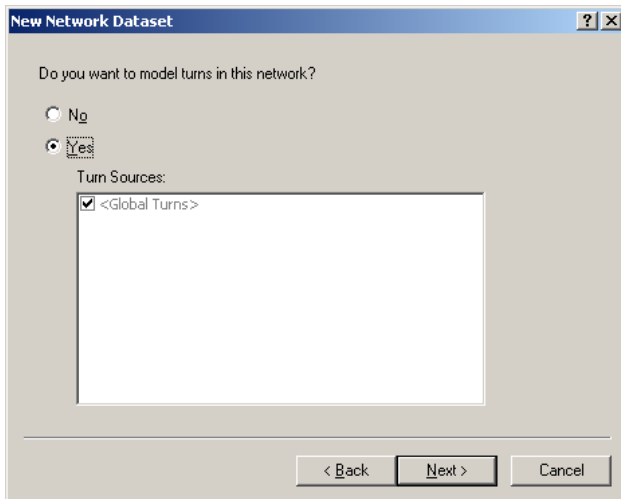 New Network Dataset
Do you want to model turns in this network?
No
Yes
Turn Sources:
<Global Turns>
< Back Next > Cancel